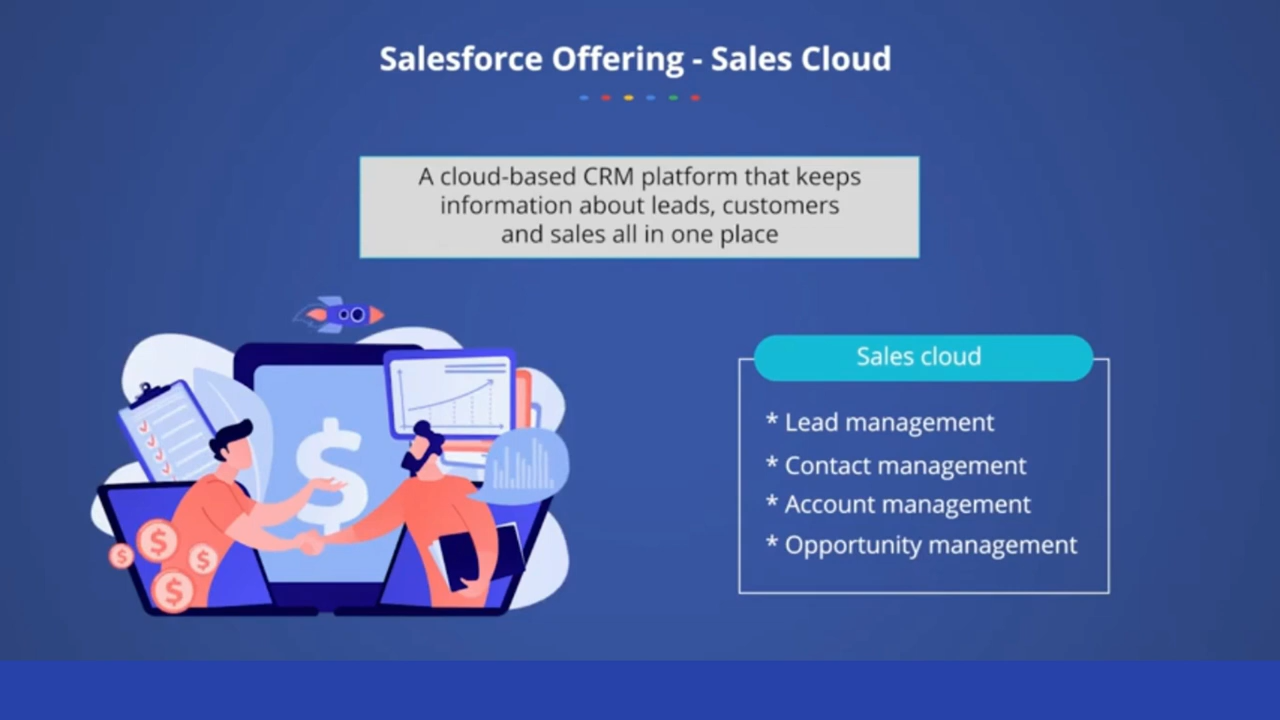 Salesforce Offering - Sales Cloud
A cloud-based CRM platform that keeps
information about leads, customers
and sales all in one place
$
$
$
$
$
Sales cloud
* Lead management
* Contact management
* Account management
* Opportunity management